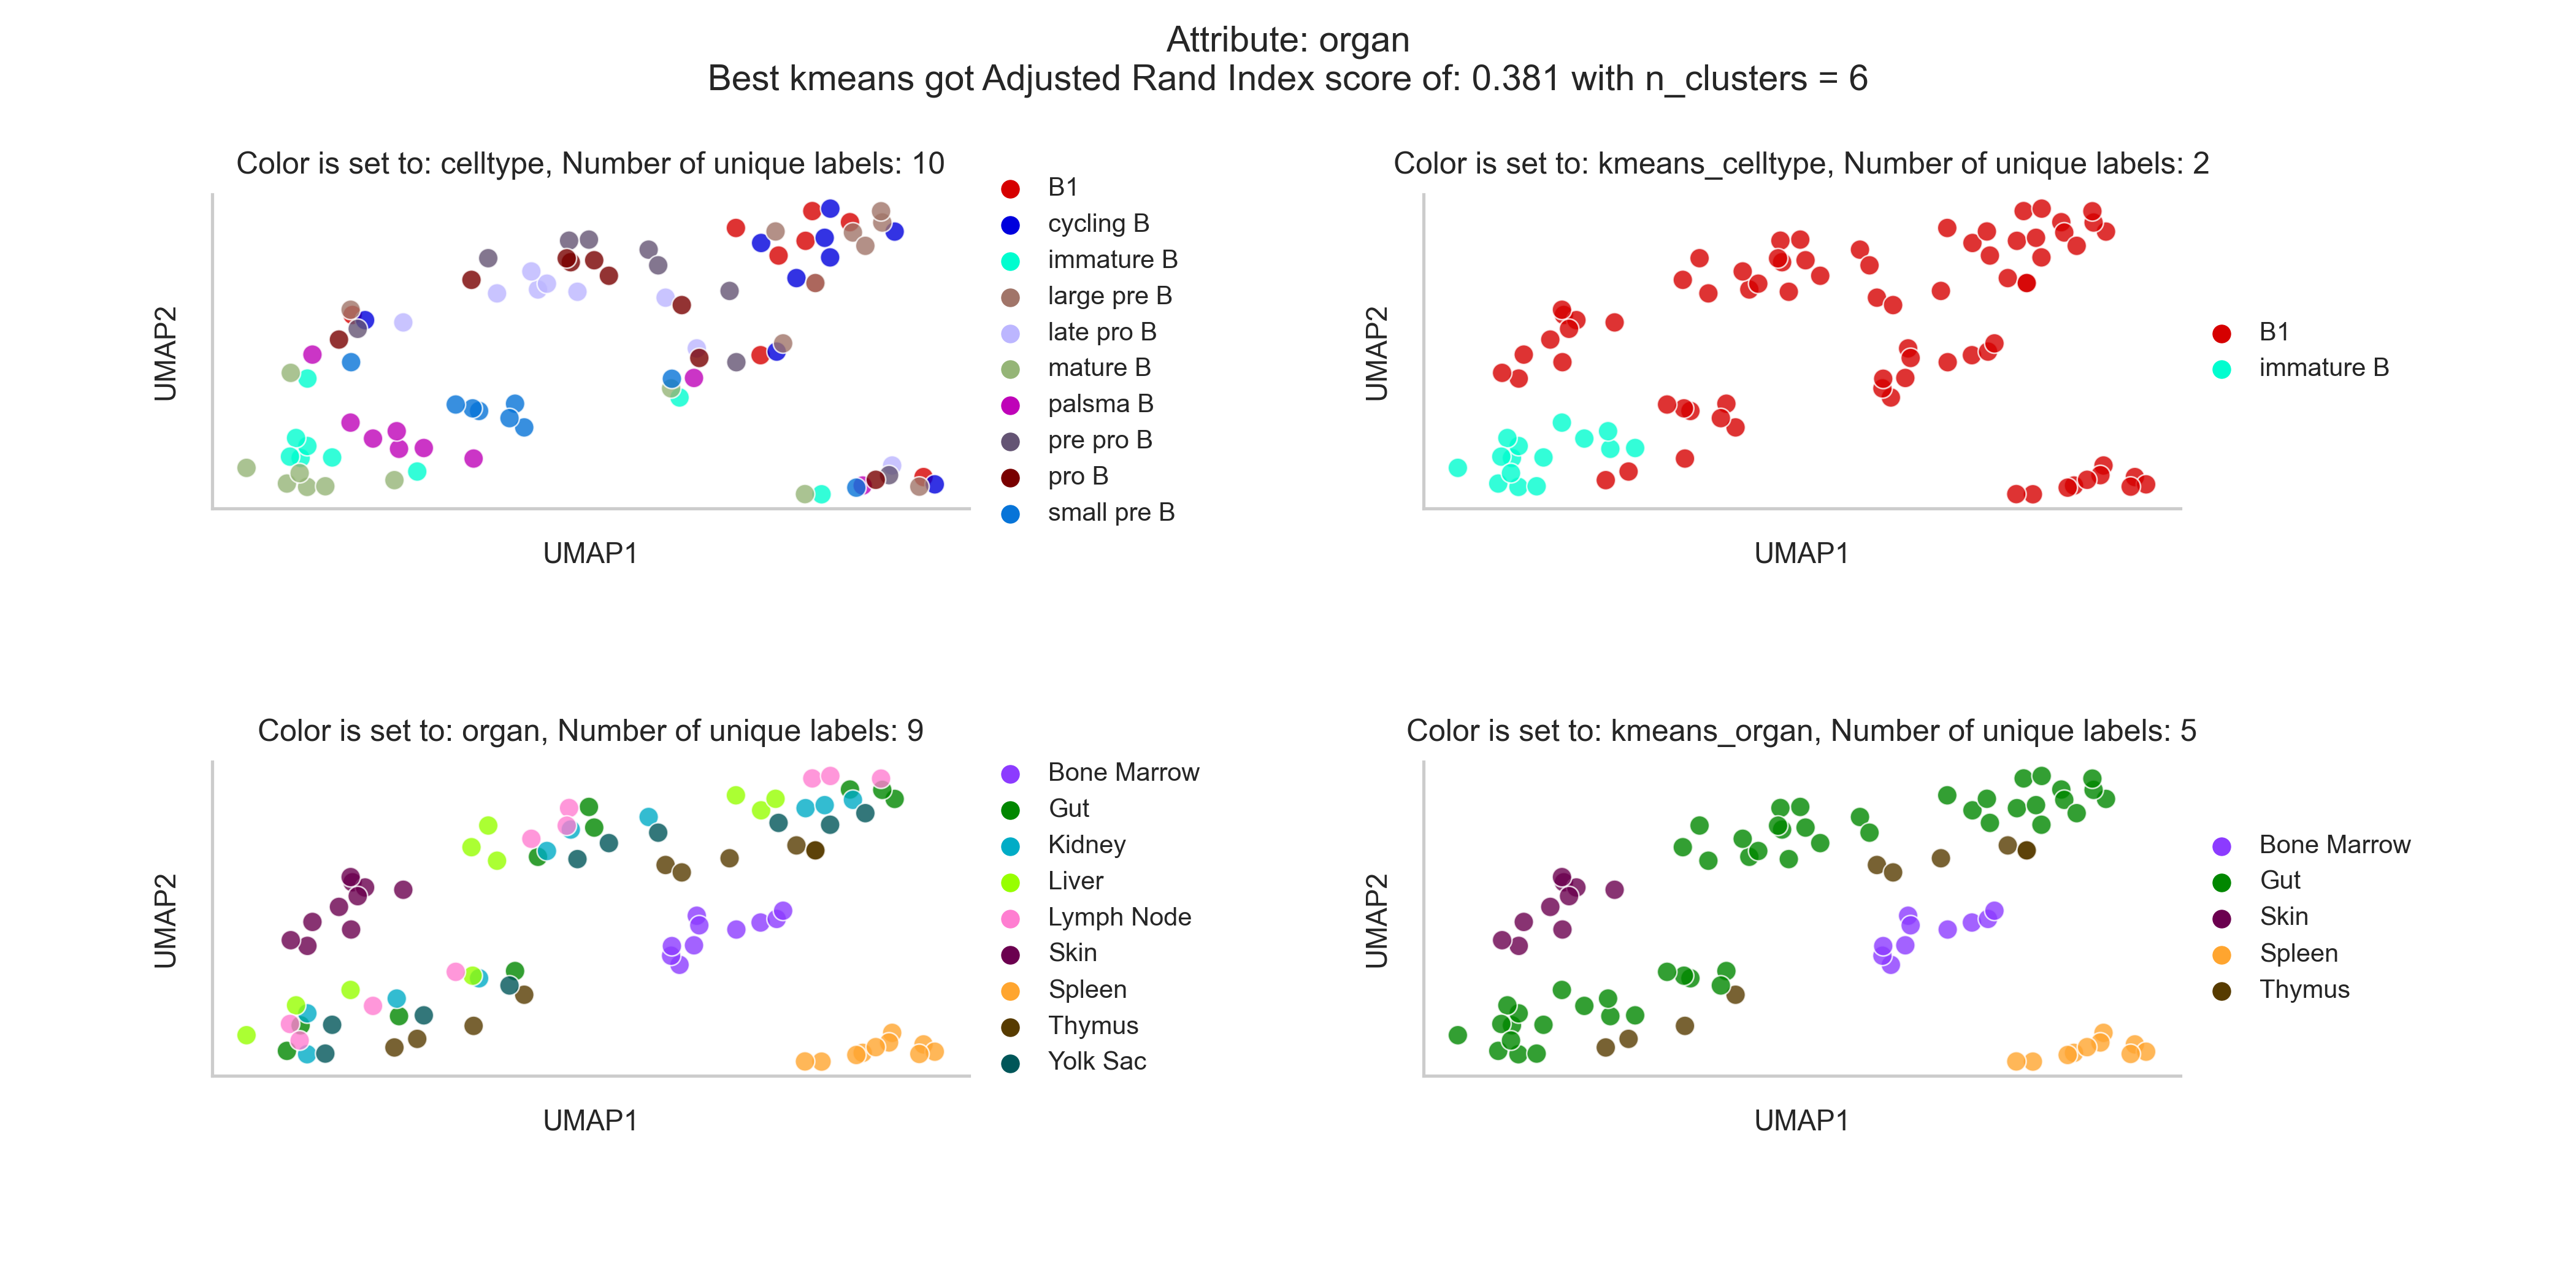 Attribute: organ
Best kmeans got Adjusted Rand Index score of: 0.381 with n_clusters = 6
Color is set to: celltype, Number of unique labels: 10
UMAP2
UMAP1
B1
cycling B
immature B
large pre B
late pro B
mature B
palsma B
pre pro B
pro B
small pre B
Color is set to: kmeans_celltype, Number of unique labels: 2
UMAP2
UMAP1
B1
immature B
Color is set to: organ, Number of unique labels: 9
UMAP2
UMAP1
Bone Marrow
Gut
Kidney
Liver
Lymph Node
Skin
Spleen
Thymus
Yolk Sac
Color is set to: kmeans_organ, Number of unique labels: 5
UMAP2
UMAP1
Bone Marrow
Gut
Skin
Spleen
Thymus